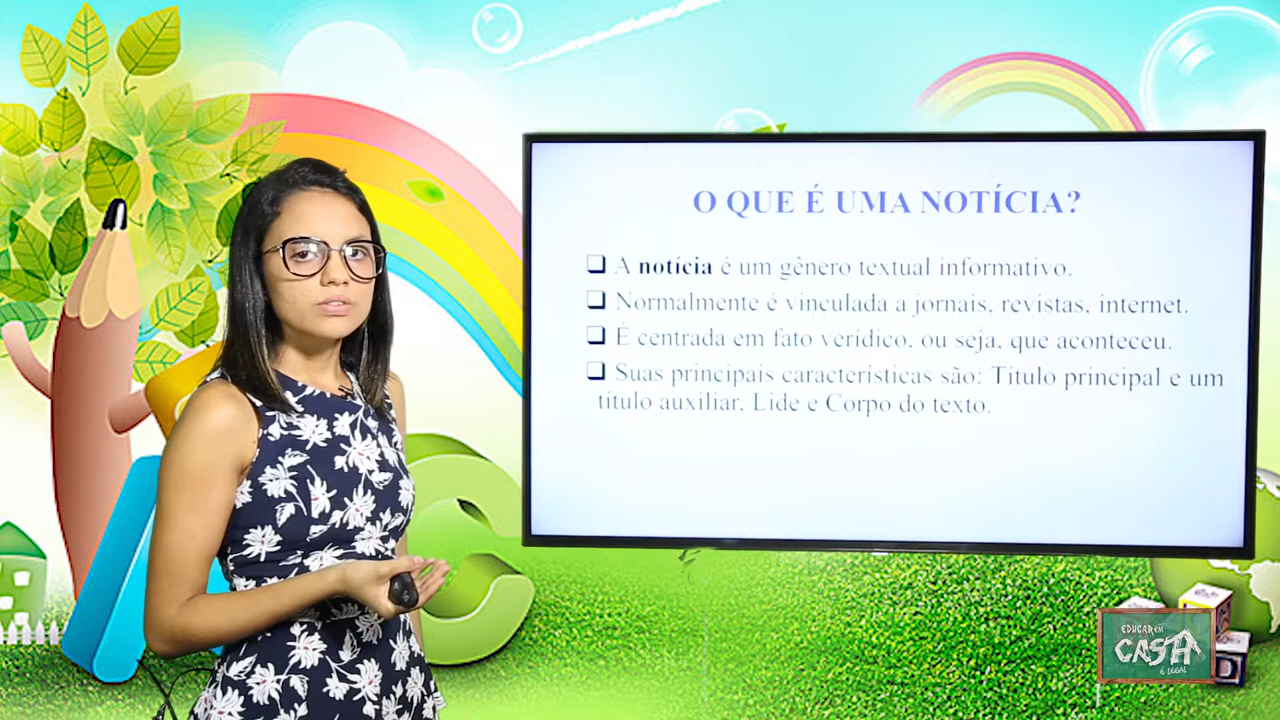 O QUE É UMA NOTÍCIA?
❑ A notícia é um gênero textual informativo.
❑ Normalmente é vinculada a jornais, revistas, internet.
❑ É centrada em fato verídico, ou seja, que aconteceu.
❑ Suas principais características são: Título principal e um
título auxiliar, Lide e Corpo do texto.
EDUCAR EM
CASA
É LEGAL